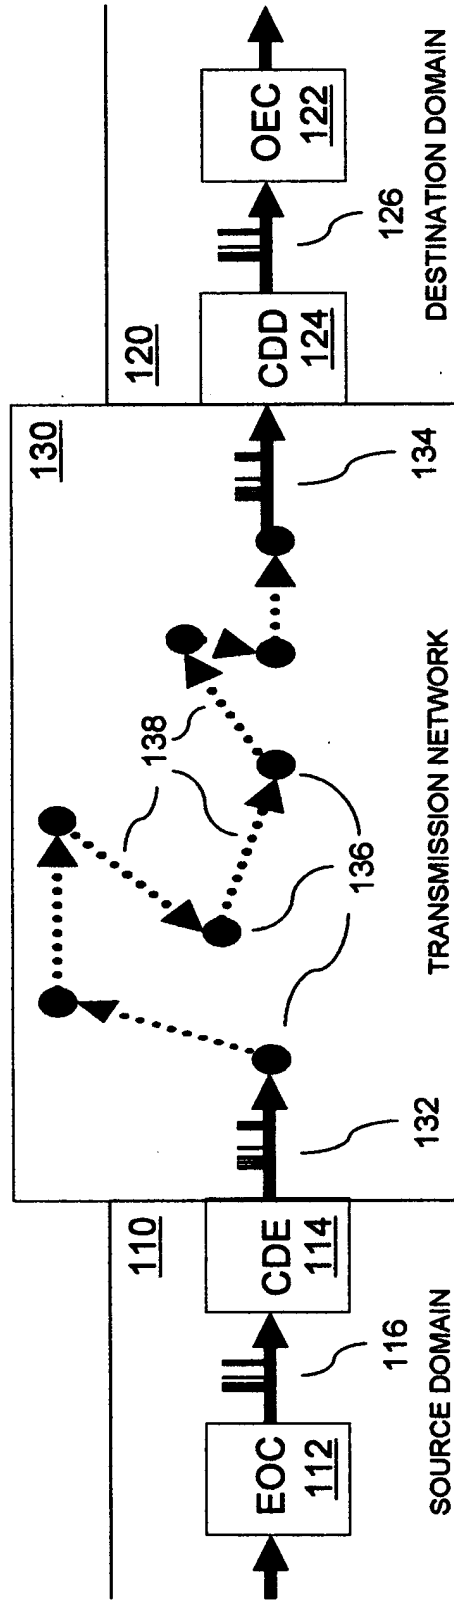 110
EOC
112
116
CDE
114
SOURCE DOMAIN
130
132
136
138
134
TRANSMISSION NETWORK
120
CDD
124
126
OEC
122
DESTINATION DOMAIN